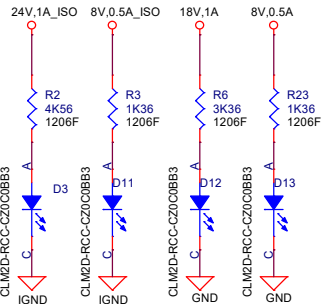 24V,1A_ISO
8V,0.5A_ISO
18V,1A
8V,0.5A
R2
4K56
1206F
R3
1K36
1206F
R6
3K36
1206F
R23
1K36
1206F
A
A
A
A
D3
D11
D12
D13
CLM2D-RCC-CZ0C0BB3
CLM2D-RCC-CZ0C0BB3
CLM2D-RCC-CZ0C0BB3
CLM2D-RCC-CZ0C0BB3
C
C
C
C
IGND
IGND
GND
GND